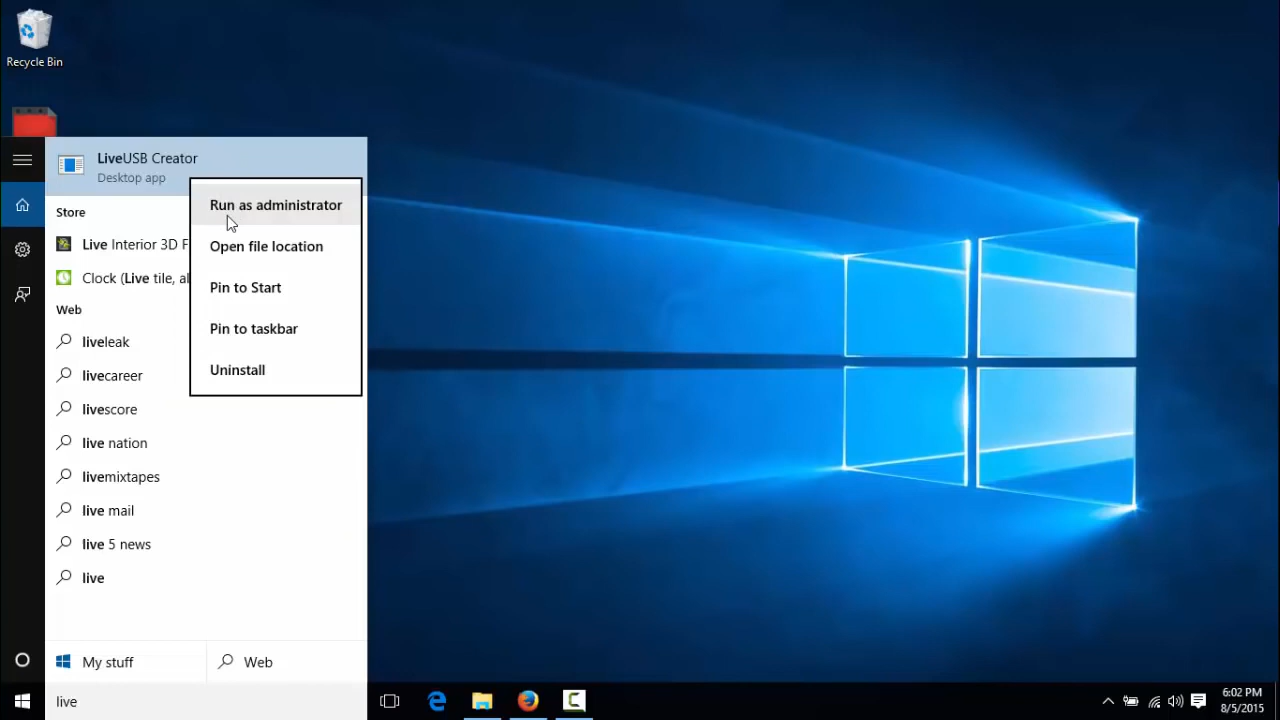 Recycle Bin
LiveUSB Creator
Desktop app
Run as administrator
Open file location
Pin to Start
Pin to taskbar
Uninstall
Store
Live Interior 3D F
Clock (Live tile, al
Web
liveleak
livecareer
livescore
live nation
livemixtapes
live mail
live 5 news
live
My stuff
Web
live
6:02 PM
8/5/2015